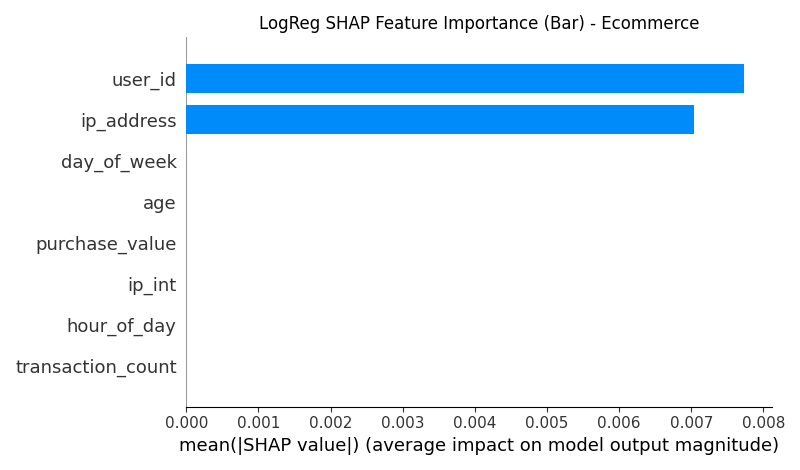 LogReg SHAP Feature Importance (Bar) - Ecommerce
user_id
ip_address
day_of_week
age
purchase_value
ip_int
hour_of_day
transaction_count
0.000 0.001 0.002 0.003 0.004 0.005 0.006 0.007 0.008
mean(|SHAP value|) (average impact on model output magnitude)